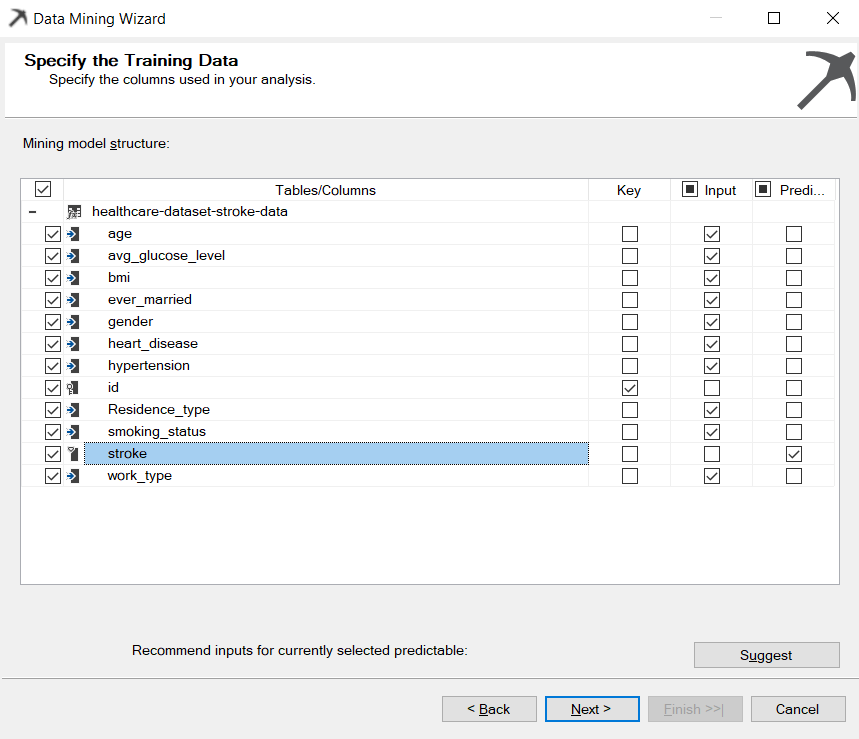 Data Mining Wizard
Specify the Training Data
Specify the columns used in your analysis.
Mining model structure:
Tables/Columns Key Input Predi...
healthcare-dataset-stroke-data
age
avg_glucose_level
bmi
ever_married
gender
heart_disease
hypertension
id
Residence_type
smoking_status
stroke
work_type
Recommend inputs for currently selected predictable:
Suggest
< Back Next > Finish >>| Cancel